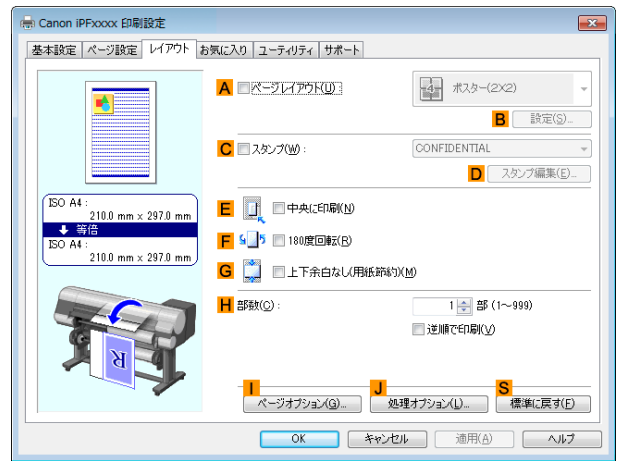 Canon iPFxxxx 印刷設定
基本設定 ページ設定 レイアウト お気に入り ユーティリティ サポート
A ページレイアウト(U) :
4 ポスター(2×2)
B 設定(S)...
C スタンプ(W) :
CONFIDENTIAL
D スタンプ編集(E)...
ISO A4 :
210.0 mm x 297.0 mm
等倍
ISO A4 :
210.0 mm x 297.0 mm
E 中央に印刷(N)
F 180度回転(R)
G 上下余白なし(用紙節約)(M)
H 部数(C) :
1 部 (1～999)
逆順で印刷(V)
R
I J S
ページオプション(G)... 処理オプション(L)... 標準に戻す(F)
OK キャンセル 適用(A) ヘルプ